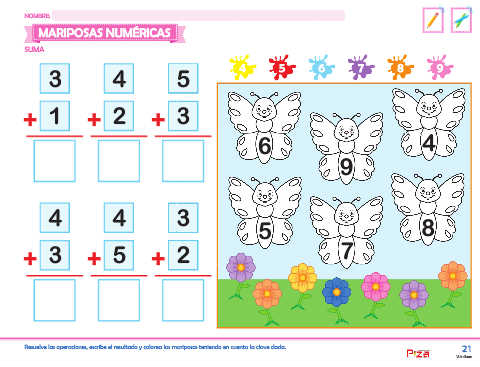 NOMBRE
MARIPOSAS NUMÉRICAS
SUMA
4 5 6 7 8 9
3 4 5
+ 1 + 2 + 3
4 4 3
+ 3 + 5 + 2
6 9 4
5 7 8
Resuelve las operaciones, escribe el resultado y colorea las mariposas teniendo en cuenta la clave dada.
21